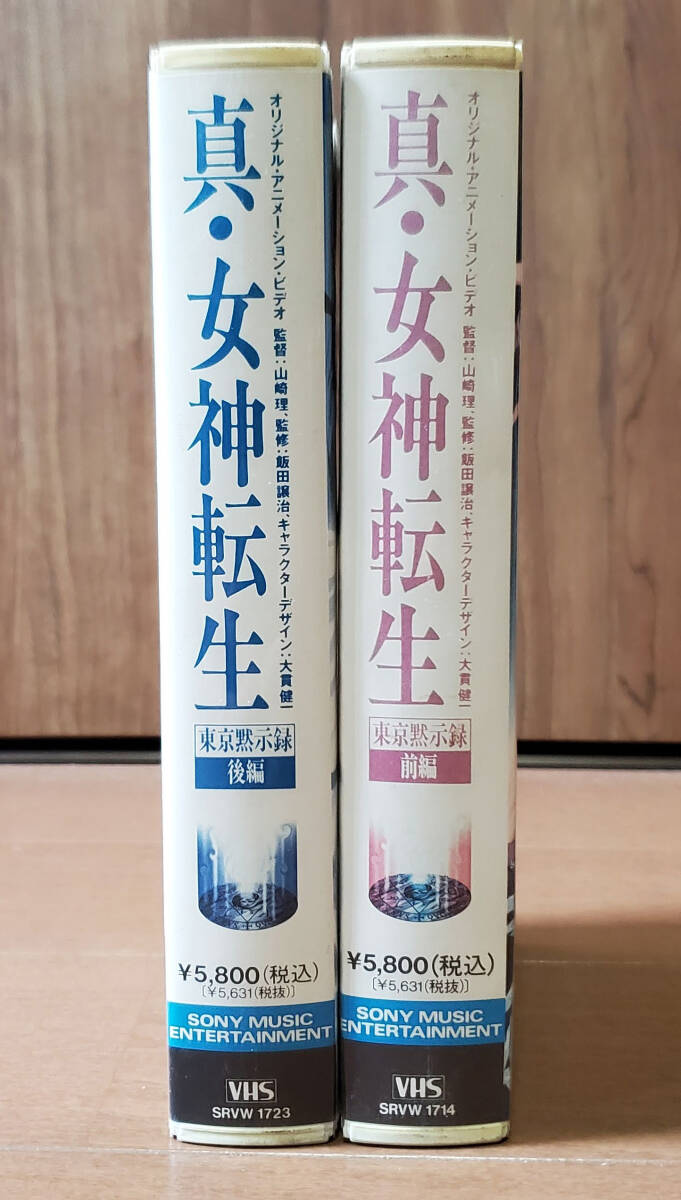 オリジナル・アニメーション・ビデオ 監督:山崎 理、監修:飯田譲治、キャラクターデザイン:大貫健一
真・女神転生
東京黙示録
後編
¥5,800(税込)
〔¥5,631(税抜)〕
SONY MUSIC
ENTERTAINMENT
VHS
SRVW 1723
オリジナル・アニメーション・ビデオ 監督:山崎 理、監修:飯田譲治、キャラクターデザイン:大貫健一
真・女神転生
東京黙示録
前編
¥5,800(税込)
〔¥5,631(税抜)〕
SONY MUSIC
ENTERTAINMENT
VHS
SRVW 1714